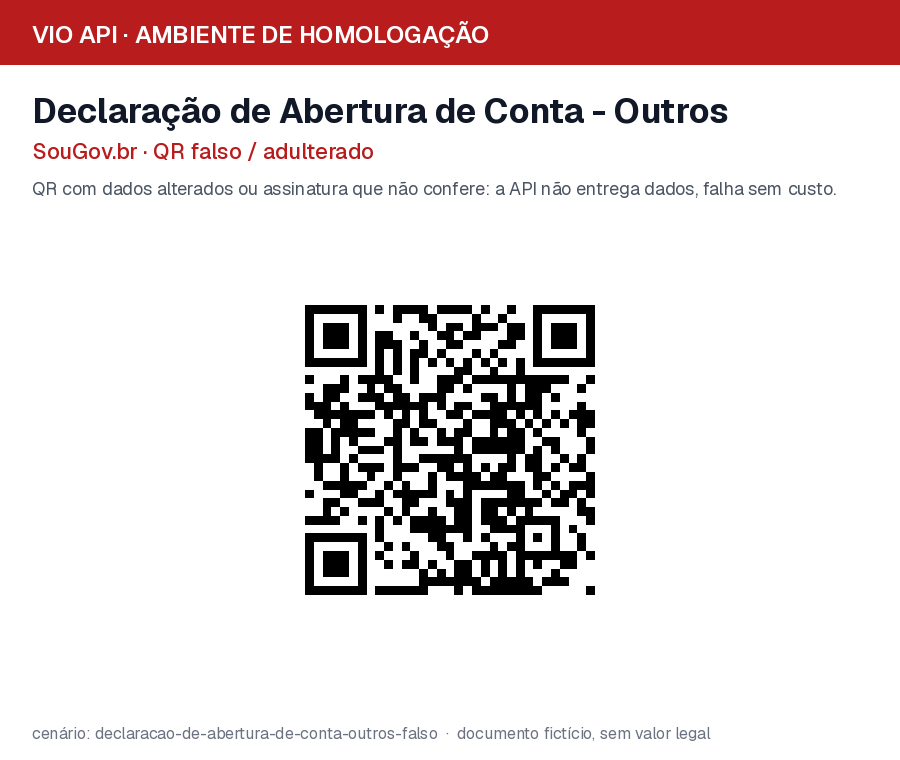 VIO API · AMBIENTE DE HOMOLOGAÇÃO
Declaração de Abertura de Conta - Outros
SouGov.br · QR falso / adulterado
QR com dados alterados ou assinatura que não confere: a API não entrega dados, falha sem custo.
cenário: declaracao-de-abertura-de-conta-outros-falso · documento fictício, sem valor legal